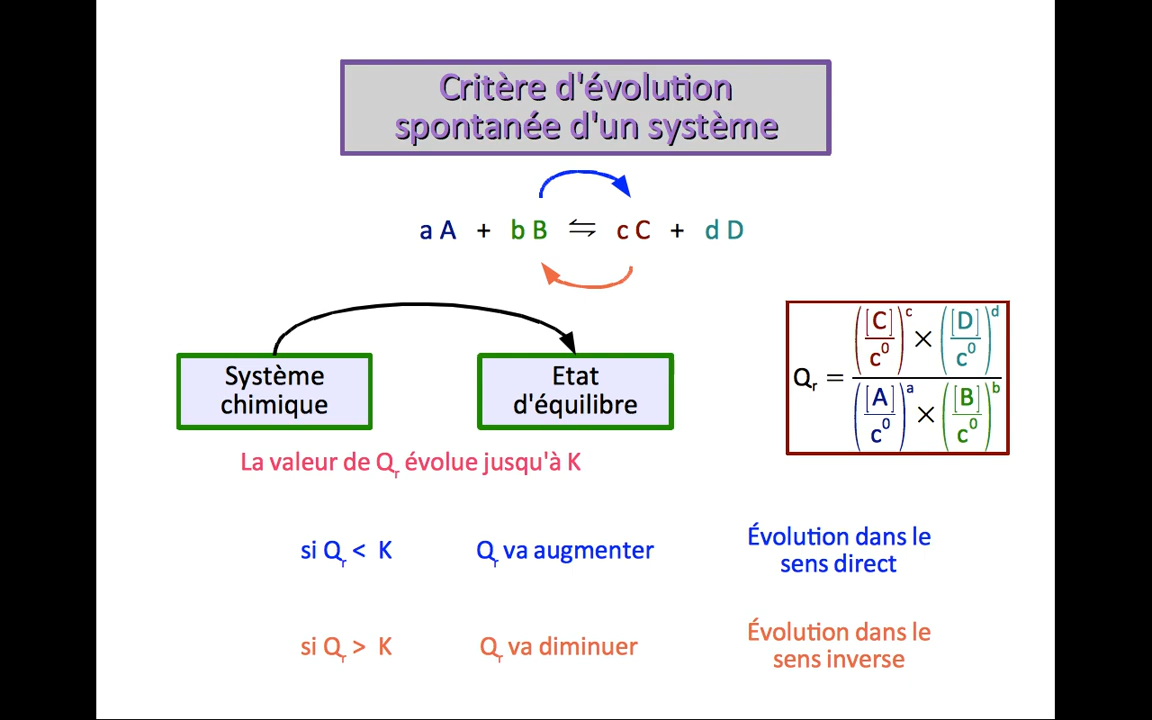 Critère d'évolution
spontanée d'un système
a A + b B ⇋ c C + d D
Système
chimique
Etat
d'équilibre
Qr = (([C]/c⁰)^c × ([D]/c⁰)^d) / (([A]/c⁰)^a × ([B]/c⁰)^b)
La valeur de Qr évolue jusqu'à K
si Qr < K
Qr va augmenter
Évolution dans le
sens direct
si Qr > K
Qr va diminuer
Évolution dans le
sens inverse